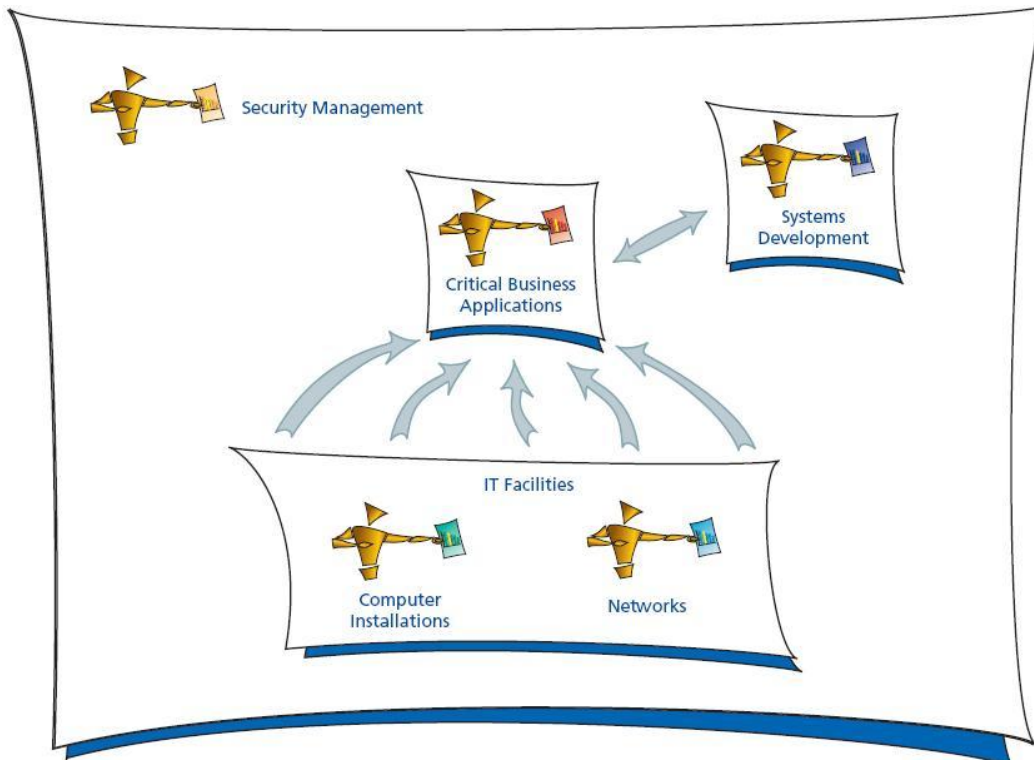 Security Management
Systems
Development
Critical Business
Applications
IT Facilities
Computer
Installations
Networks